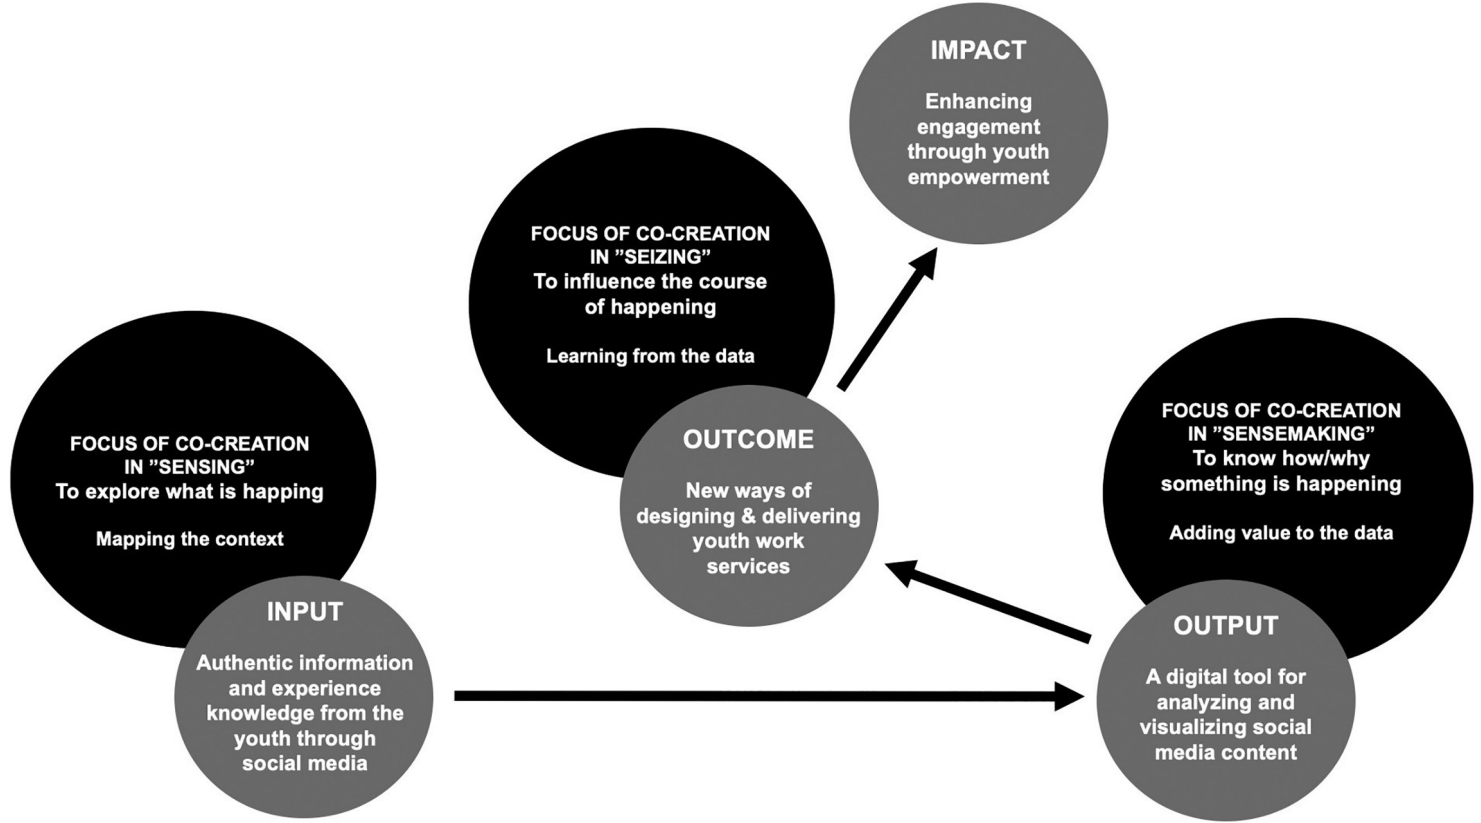 IMPACT
Enhancing
engagement
through youth
empowerment
FOCUS OF CO-CREATION
IN ”SEIZING”
To influence the course
of happening
Learning from the data
OUTCOME
New ways of
designing & delivering
youth work
services
FOCUS OF CO-CREATION
IN ”SENSING”
To explore what is happing
Mapping the context
INPUT
Authentic information
and experience
knowledge from the
youth through
social media
FOCUS OF CO-CREATION
IN ”SENSEMAKING”
To know how/why
something is happening
Adding value to the data
OUTPUT
A digital tool for
analyzing and
visualizing social
media content